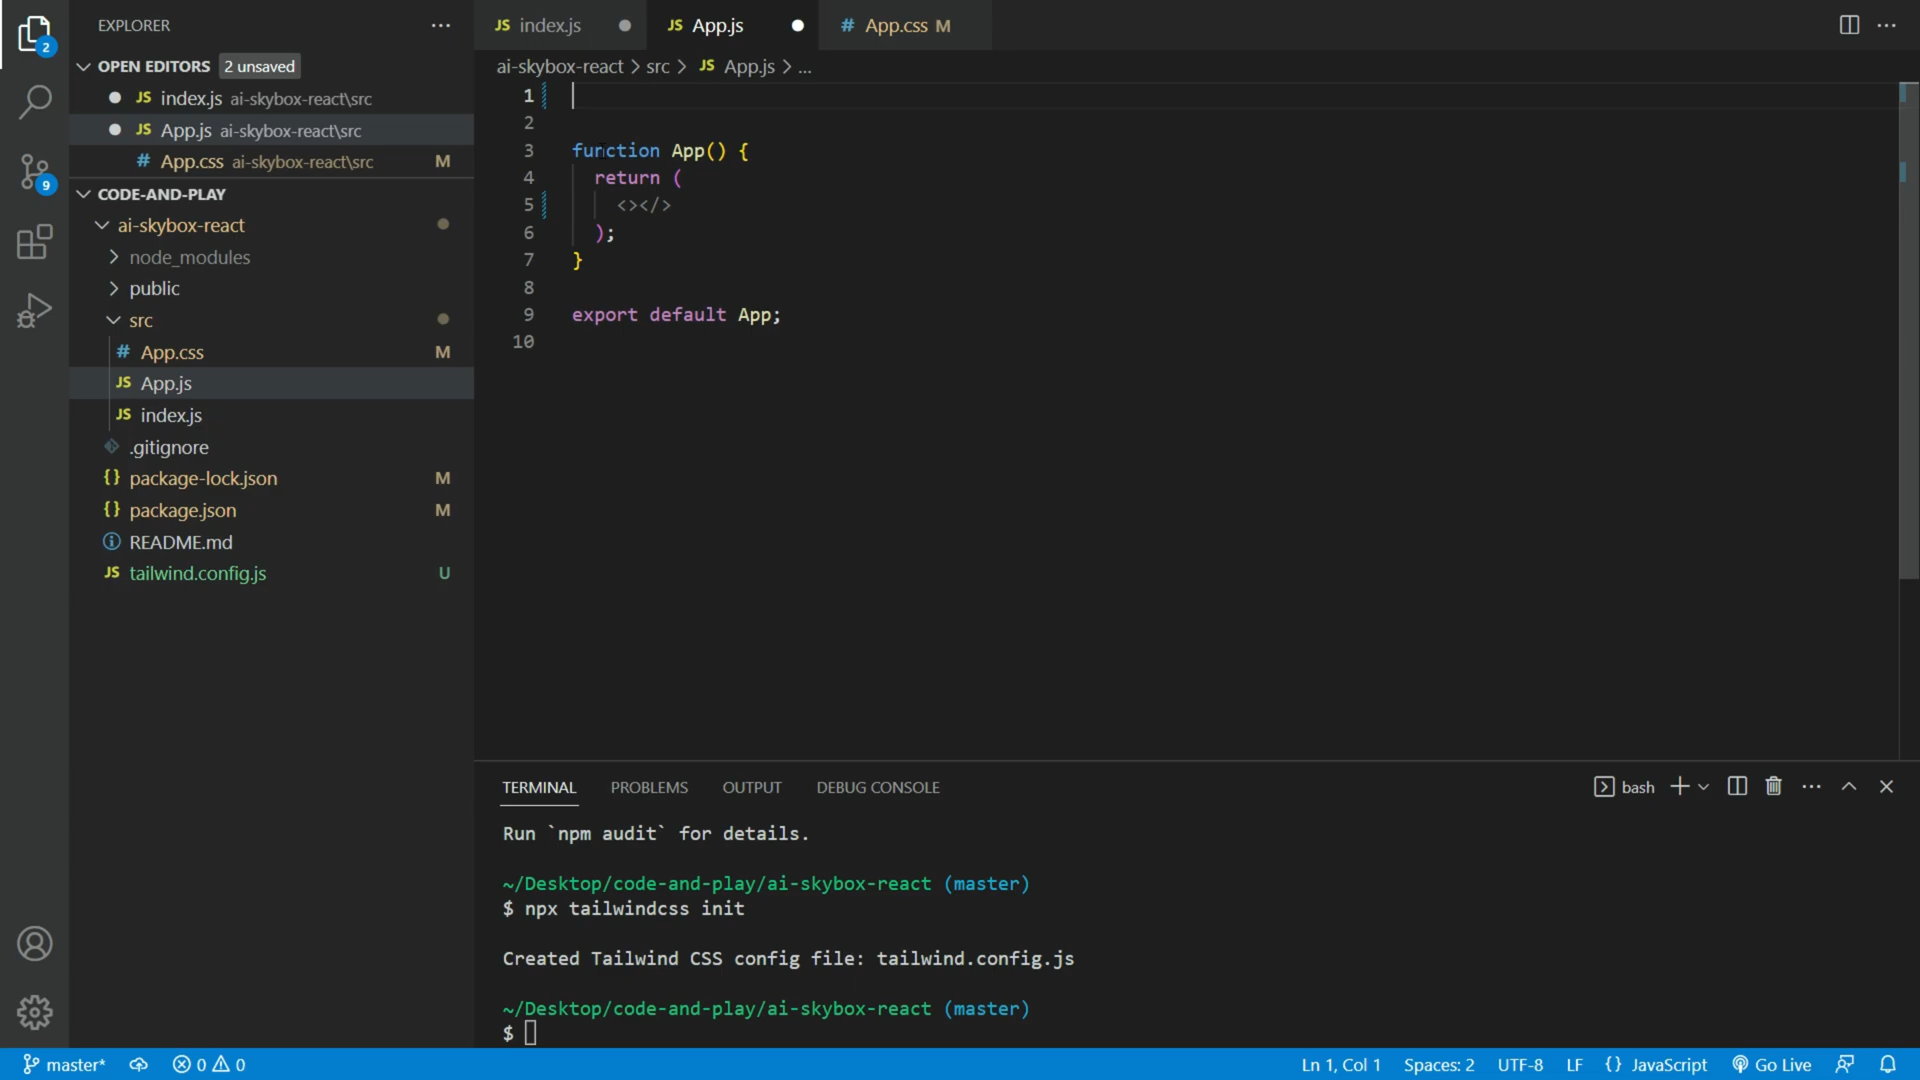 EXPLORER
OPEN EDITORS 2 unsaved
JS index.js ai-skybox-react\src
JS App.js ai-skybox-react\src
# App.css ai-skybox-react\src M
CODE-AND-PLAY
ai-skybox-react
node_modules
public
src
# App.css M
JS App.js
JS index.js
.gitignore
{} package-lock.json M
{} package.json M
README.md
JS tailwind.config.js U
2
9
JS index.js
JS App.js
# App.css M
ai-skybox-react > src > JS App.js > ...
1
2
3 function App() {
4 return (
5 <></>
6 );
7 }
8
9 export default App;
10
TERMINAL PROBLEMS OUTPUT DEBUG CONSOLE
bash
Run `npm audit` for details.
~/Desktop/code-and-play/ai-skybox-react (master)
$ npx tailwindcss init
Created Tailwind CSS config file: tailwind.config.js
~/Desktop/code-and-play/ai-skybox-react (master)
$
master* 0 0 Ln 1, Col 1 Spaces: 2 UTF-8 LF {} JavaScript Go Live